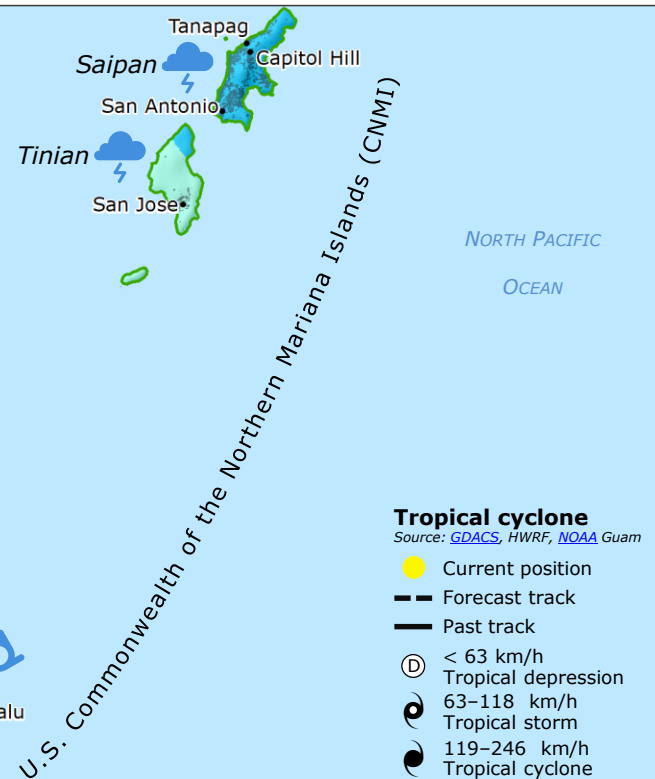 Tanapag
Saipan
Capitol Hill
San Antonio
Tinian
San Jose
U.S. Commonwealth of the Northern Mariana Islands (CNMI)
NORTH PACIFIC
OCEAN
Tropical cyclone
Source: GDACS, HWRF, NOAA Guam
Current position
Forecast track
Past track
D
< 63 km/h
Tropical depression
63–118 km/h
Tropical storm
119–246 km/h
Tropical cyclone